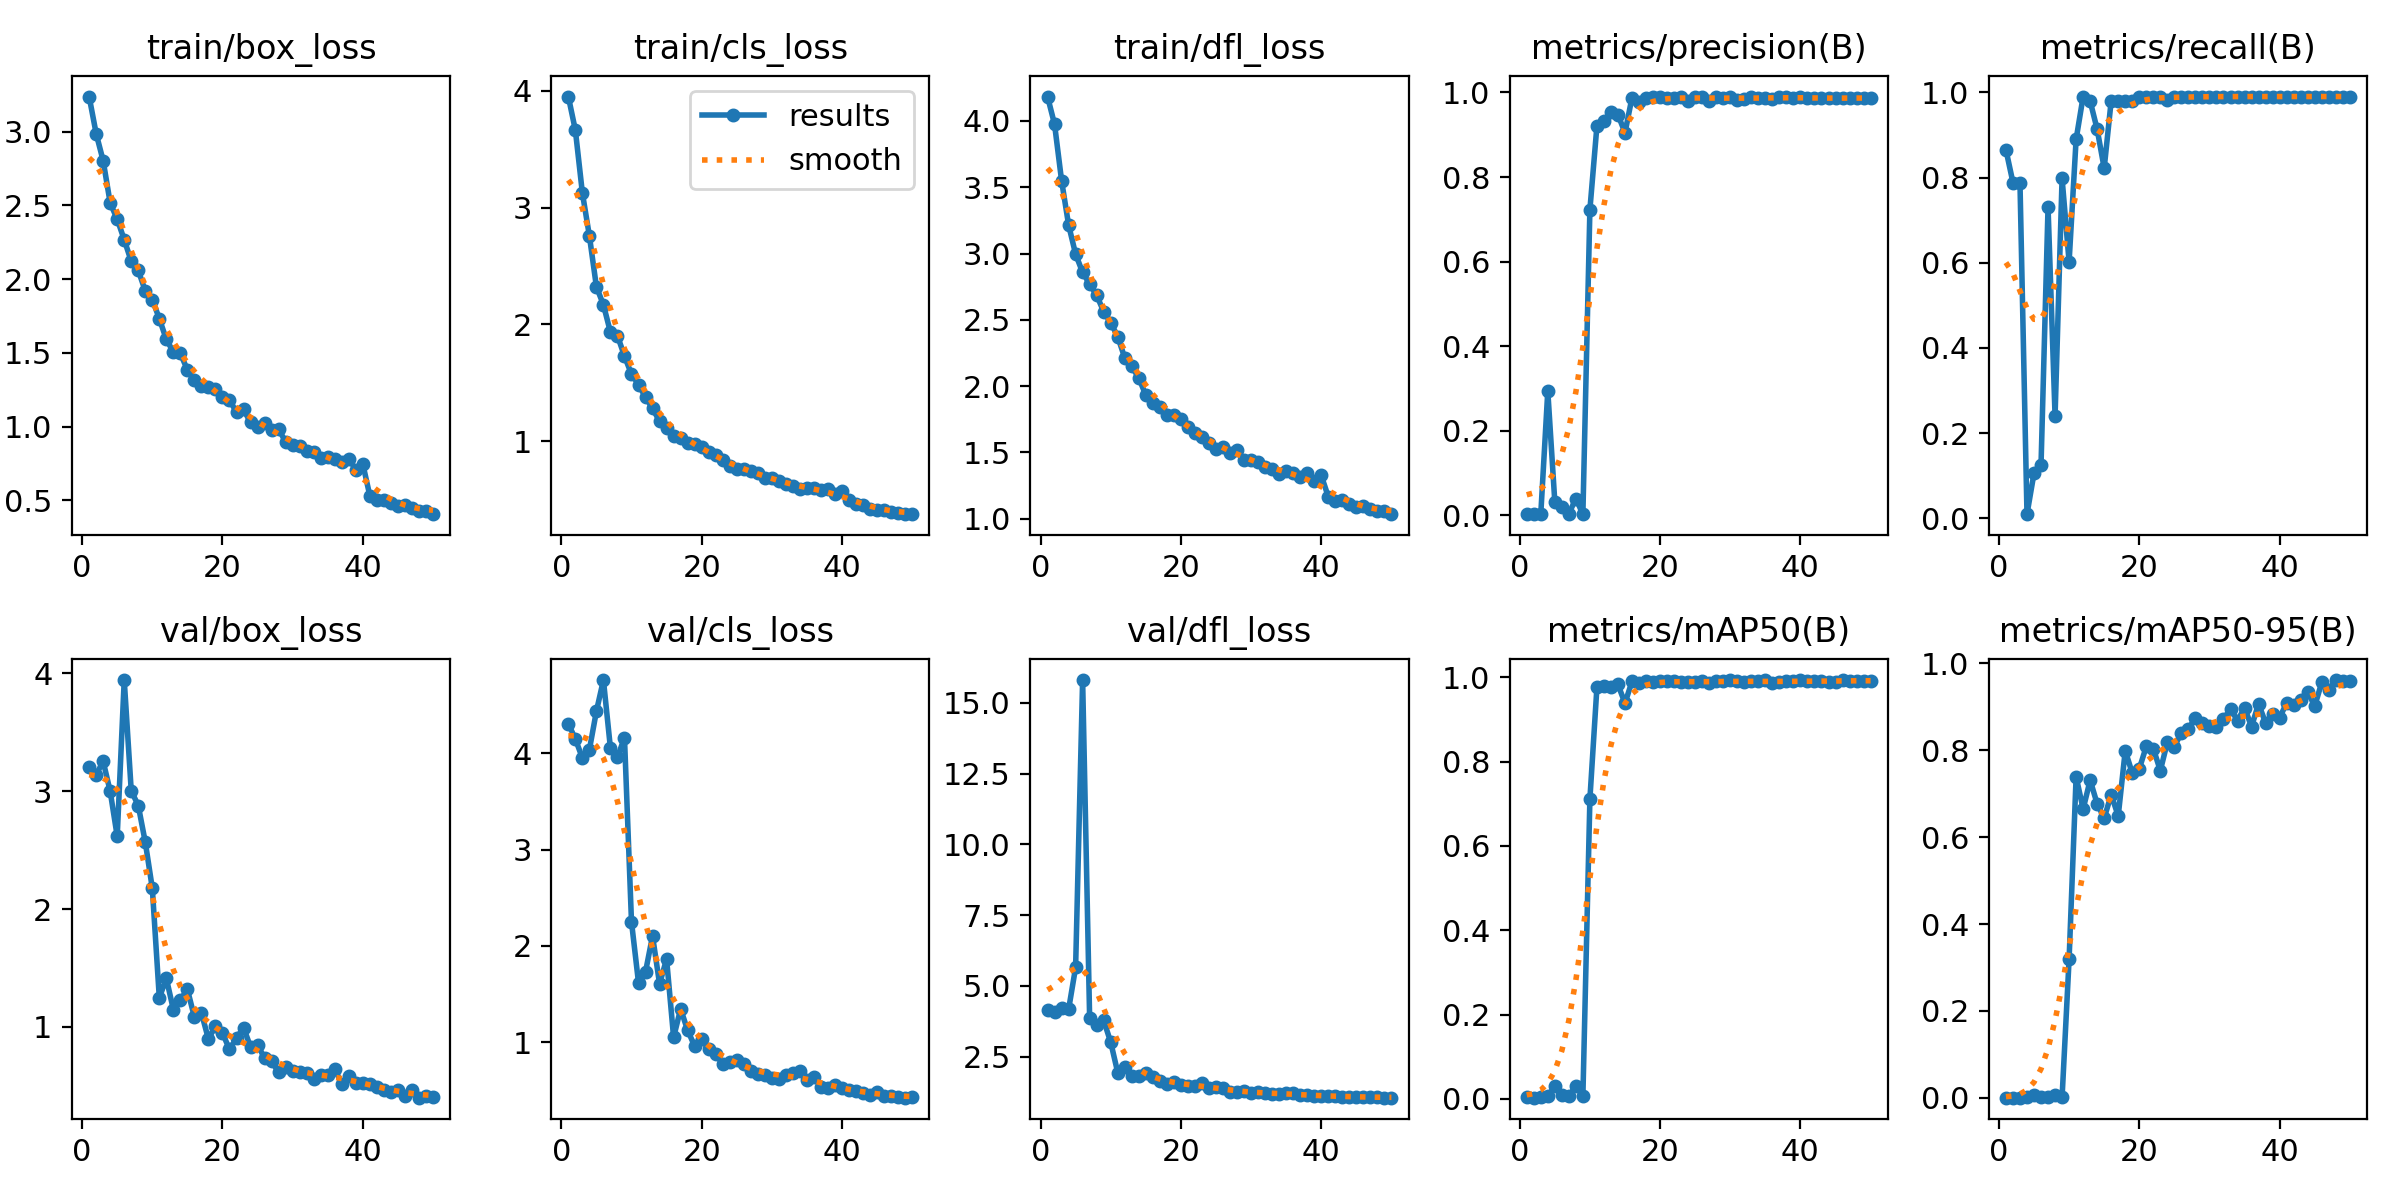 train/box_loss
3.0
2.5
2.0
1.5
1.0
0.5
0 20 40
train/cls_loss
results
smooth
4
3
2
1
0 20 40
train/dfl_loss
4.0
3.5
3.0
2.5
2.0
1.5
1.0
0 20 40
metrics/precision(B)
1.0
0.8
0.6
0.4
0.2
0.0
0 20 40
metrics/recall(B)
1.0
0.8
0.6
0.4
0.2
0.0
0 20 40
val/box_loss
4
3
2
1
0 20 40
val/cls_loss
4
3
2
1
0 20 40
val/dfl_loss
15.0
12.5
10.0
7.5
5.0
2.5
0 20 40
metrics/mAP50(B)
1.0
0.8
0.6
0.4
0.2
0.0
0 20 40
metrics/mAP50-95(B)
1.0
0.8
0.6
0.4
0.2
0.0
0 20 40